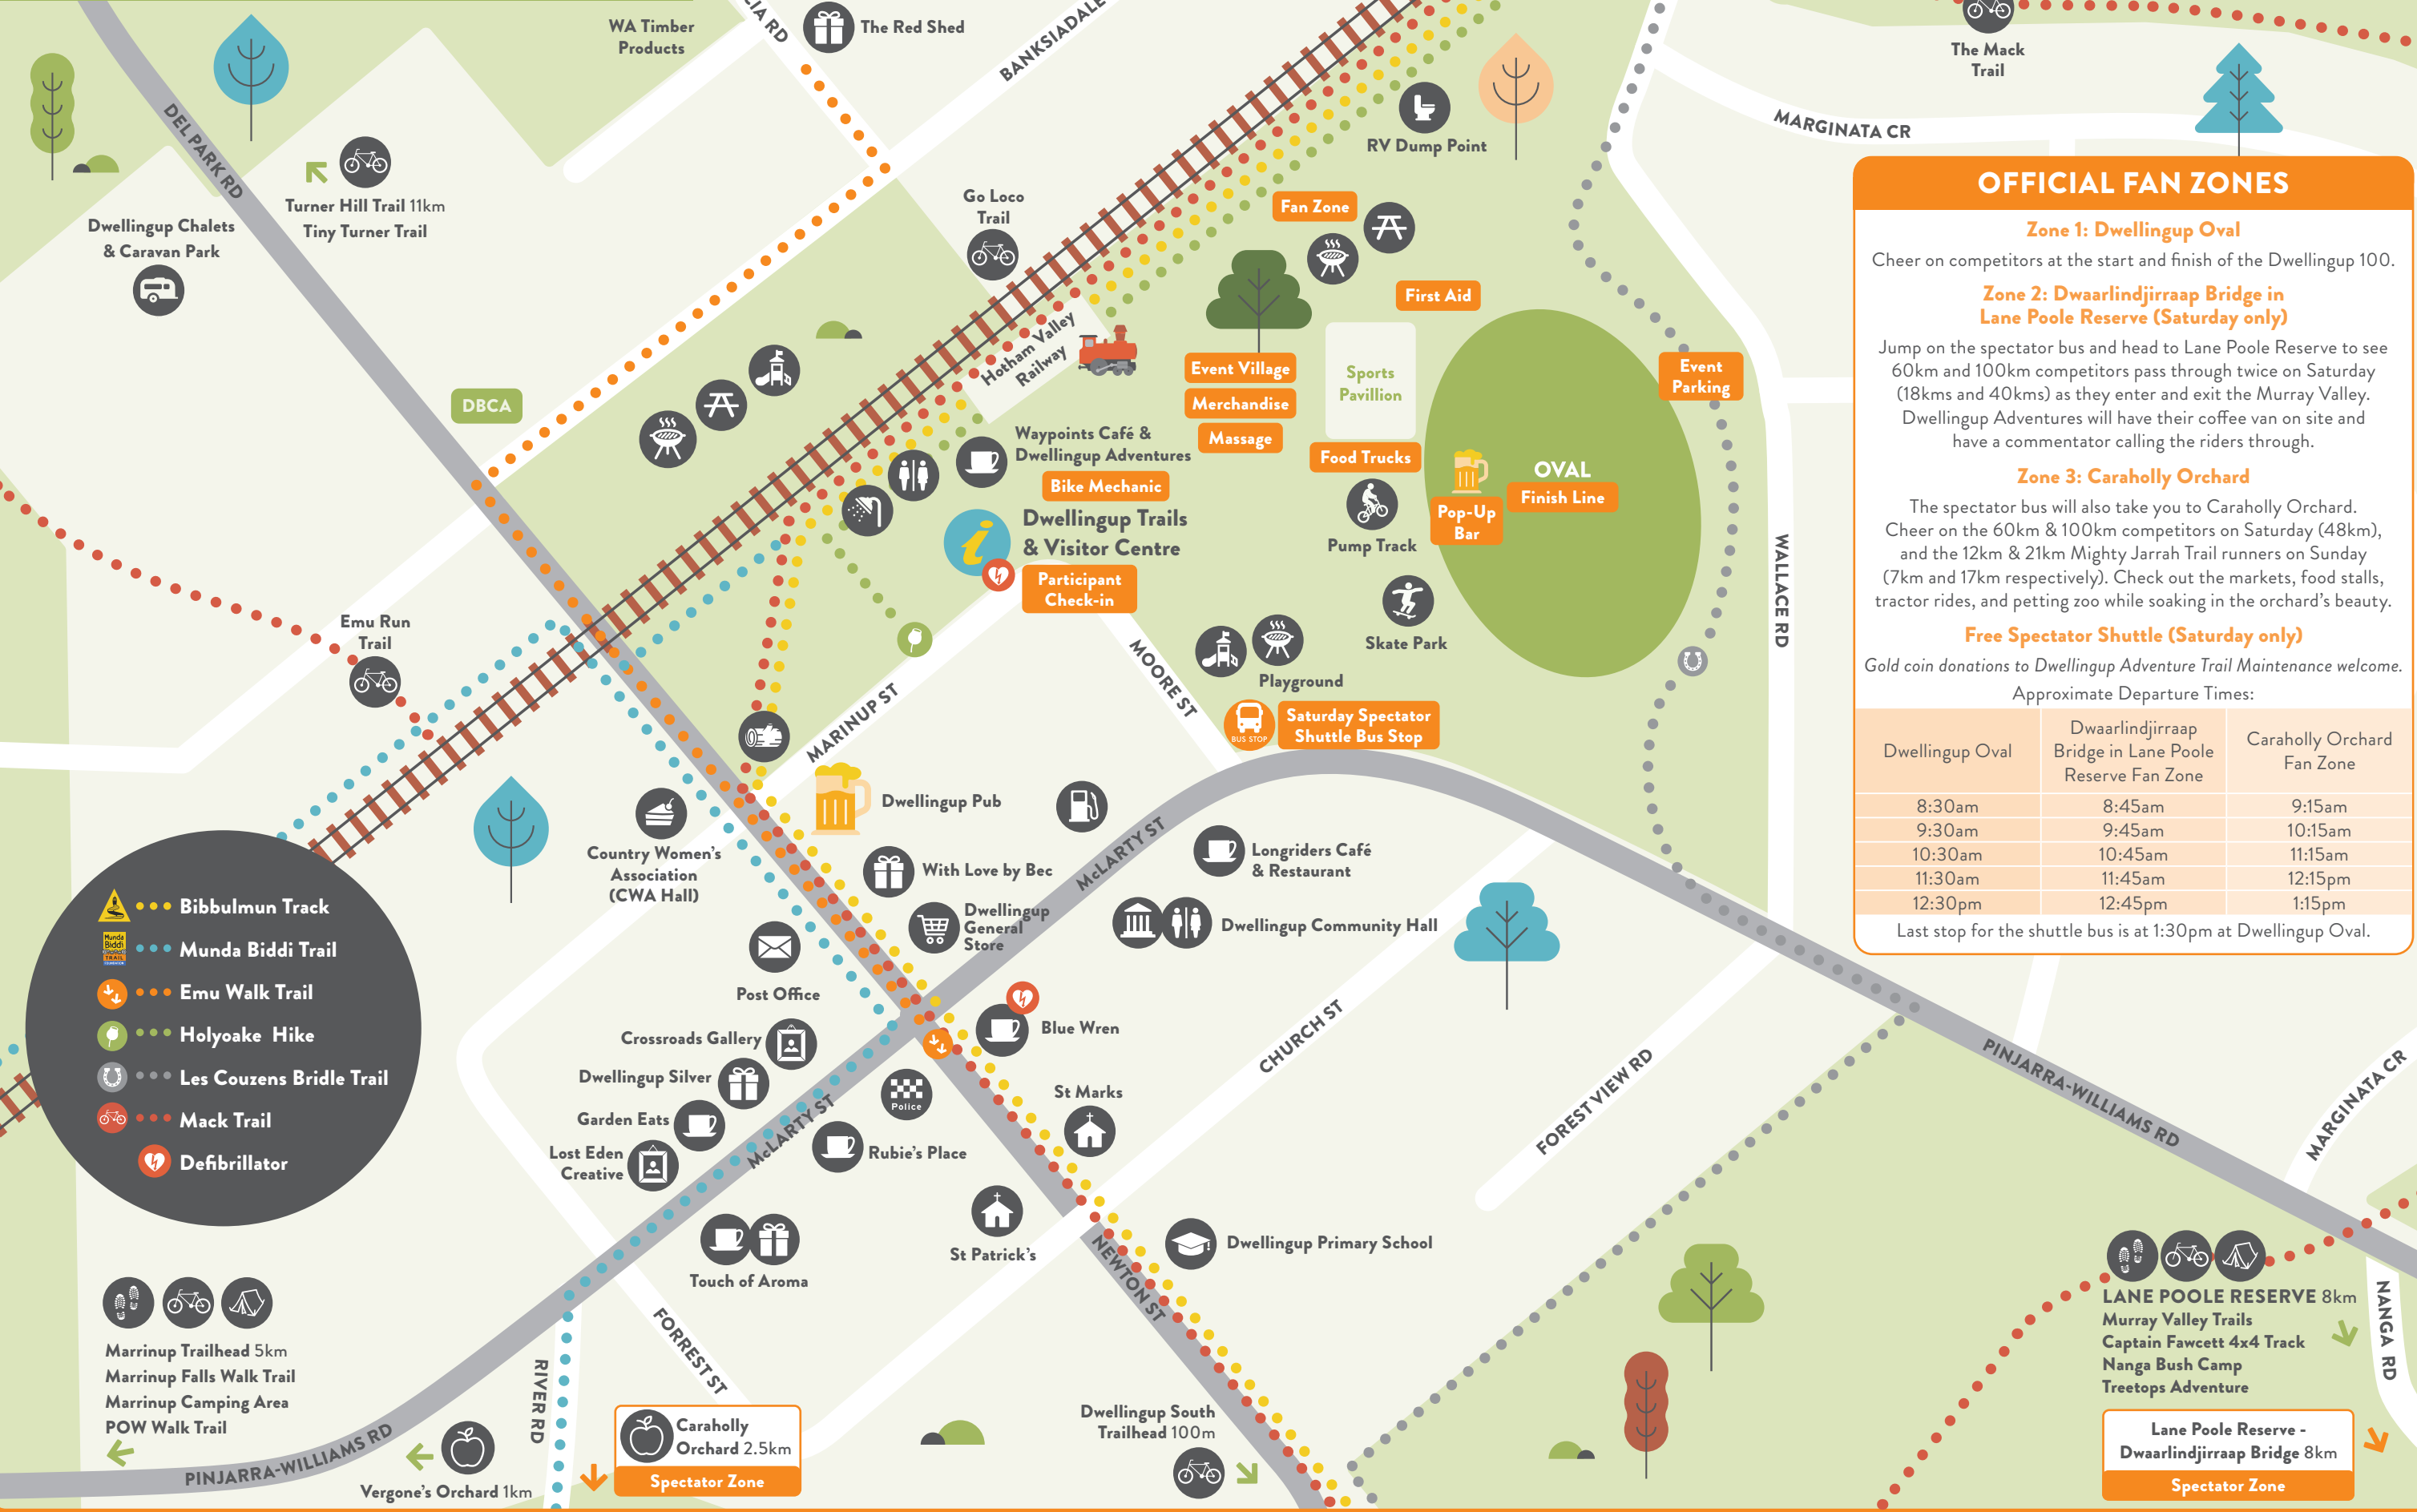 WA Timber
Products
The Red Shed
BANKSIADALE
The Mack
Trail
DEL PARK RD
RV Dump Point
MARGINATA CR
Turner Hill Trail 11km
Tiny Turner Trail
Dwellingup Chalets
& Caravan Park
Go Loco
Trail
Fan Zone
First Aid
Hotham Valley
Railway
Event Village
Merchandise
Massage
Sports
Pavillion
Food Trucks
Event
Parking
DBCA
Waypoints Café &
Dwellingup Adventures
Bike Mechanic
Dwellingup Trails
& Visitor Centre
Participant
Check-in
OVAL
Finish Line
Pop-Up
Bar
Pump Track
Skate Park
WALLACE RD
Emu Run
Trail
MARINUP ST
MOORE ST
Playground
BUS STOP
Saturday Spectator
Shuttle Bus Stop
Dwellingup Pub
Country Women's
Association
(CWA Hall)
With Love by Bec
McLARTY ST
Longriders Café
& Restaurant
Dwellingup
General
Store
Dwellingup Community Hall
Post Office
Crossroads Gallery
Blue Wren
Dwellingup Silver
Police
Garden Eats
Lost Eden
Creative
McLARTY ST
Rubie's Place
St Marks
CHURCH ST
FOREST VIEW RD
PINJARRA-WILLIAMS RD
MARGINATA CR
Touch of Aroma
St Patrick's
Dwellingup Primary School
NEWTON ST
FORREST ST
RIVER RD
NANGA RD
Bibbulmun Track
Munda
Biddi
TRAIL
Munda Biddi Trail
Emu Walk Trail
Holyoake Hike
Les Couzens Bridle Trail
Mack Trail
Defibrillator
Marrinup Trailhead 5km
Marrinup Falls Walk Trail
Marrinup Camping Area
POW Walk Trail
PINJARRA-WILLIAMS RD
Vergone's Orchard 1km
Caraholly
Orchard 2.5km
Spectator Zone
Dwellingup South
Trailhead 100m
LANE POOLE RESERVE 8km
Murray Valley Trails
Captain Fawcett 4x4 Track
Nanga Bush Camp
Treetops Adventure
Lane Poole Reserve -
Dwaarlindjirraap Bridge 8km
Spectator Zone
OFFICIAL FAN ZONES
Zone 1: Dwellingup Oval
Cheer on competitors at the start and finish of the Dwellingup 100.
Zone 2: Dwaarlindjirraap Bridge in
Lane Poole Reserve (Saturday only)
Jump on the spectator bus and head to Lane Poole Reserve to see
60km and 100km competitors pass through twice on Saturday
(18kms and 40kms) as they enter and exit the Murray Valley.
Dwellingup Adventures will have their coffee van on site and
have a commentator calling the riders through.
Zone 3: Caraholly Orchard
The spectator bus will also take you to Caraholly Orchard.
Cheer on the 60km & 100km competitors on Saturday (48km),
and the 12km & 21km Mighty Jarrah Trail runners on Sunday
(7km and 17km respectively). Check out the markets, food stalls,
tractor rides, and petting zoo while soaking in the orchard's beauty.
Free Spectator Shuttle (Saturday only)
Gold coin donations to Dwellingup Adventure Trail Maintenance welcome.
Approximate Departure Times:
Dwellingup Oval
Dwaarlindjirraap
Bridge in Lane Poole
Reserve Fan Zone
Caraholly Orchard
Fan Zone
8:30am 8:45am 9:15am
9:30am 9:45am 10:15am
10:30am 10:45am 11:15am
11:30am 11:45am 12:15pm
12:30pm 12:45pm 1:15pm
Last stop for the shuttle bus is at 1:30pm at Dwellingup Oval.